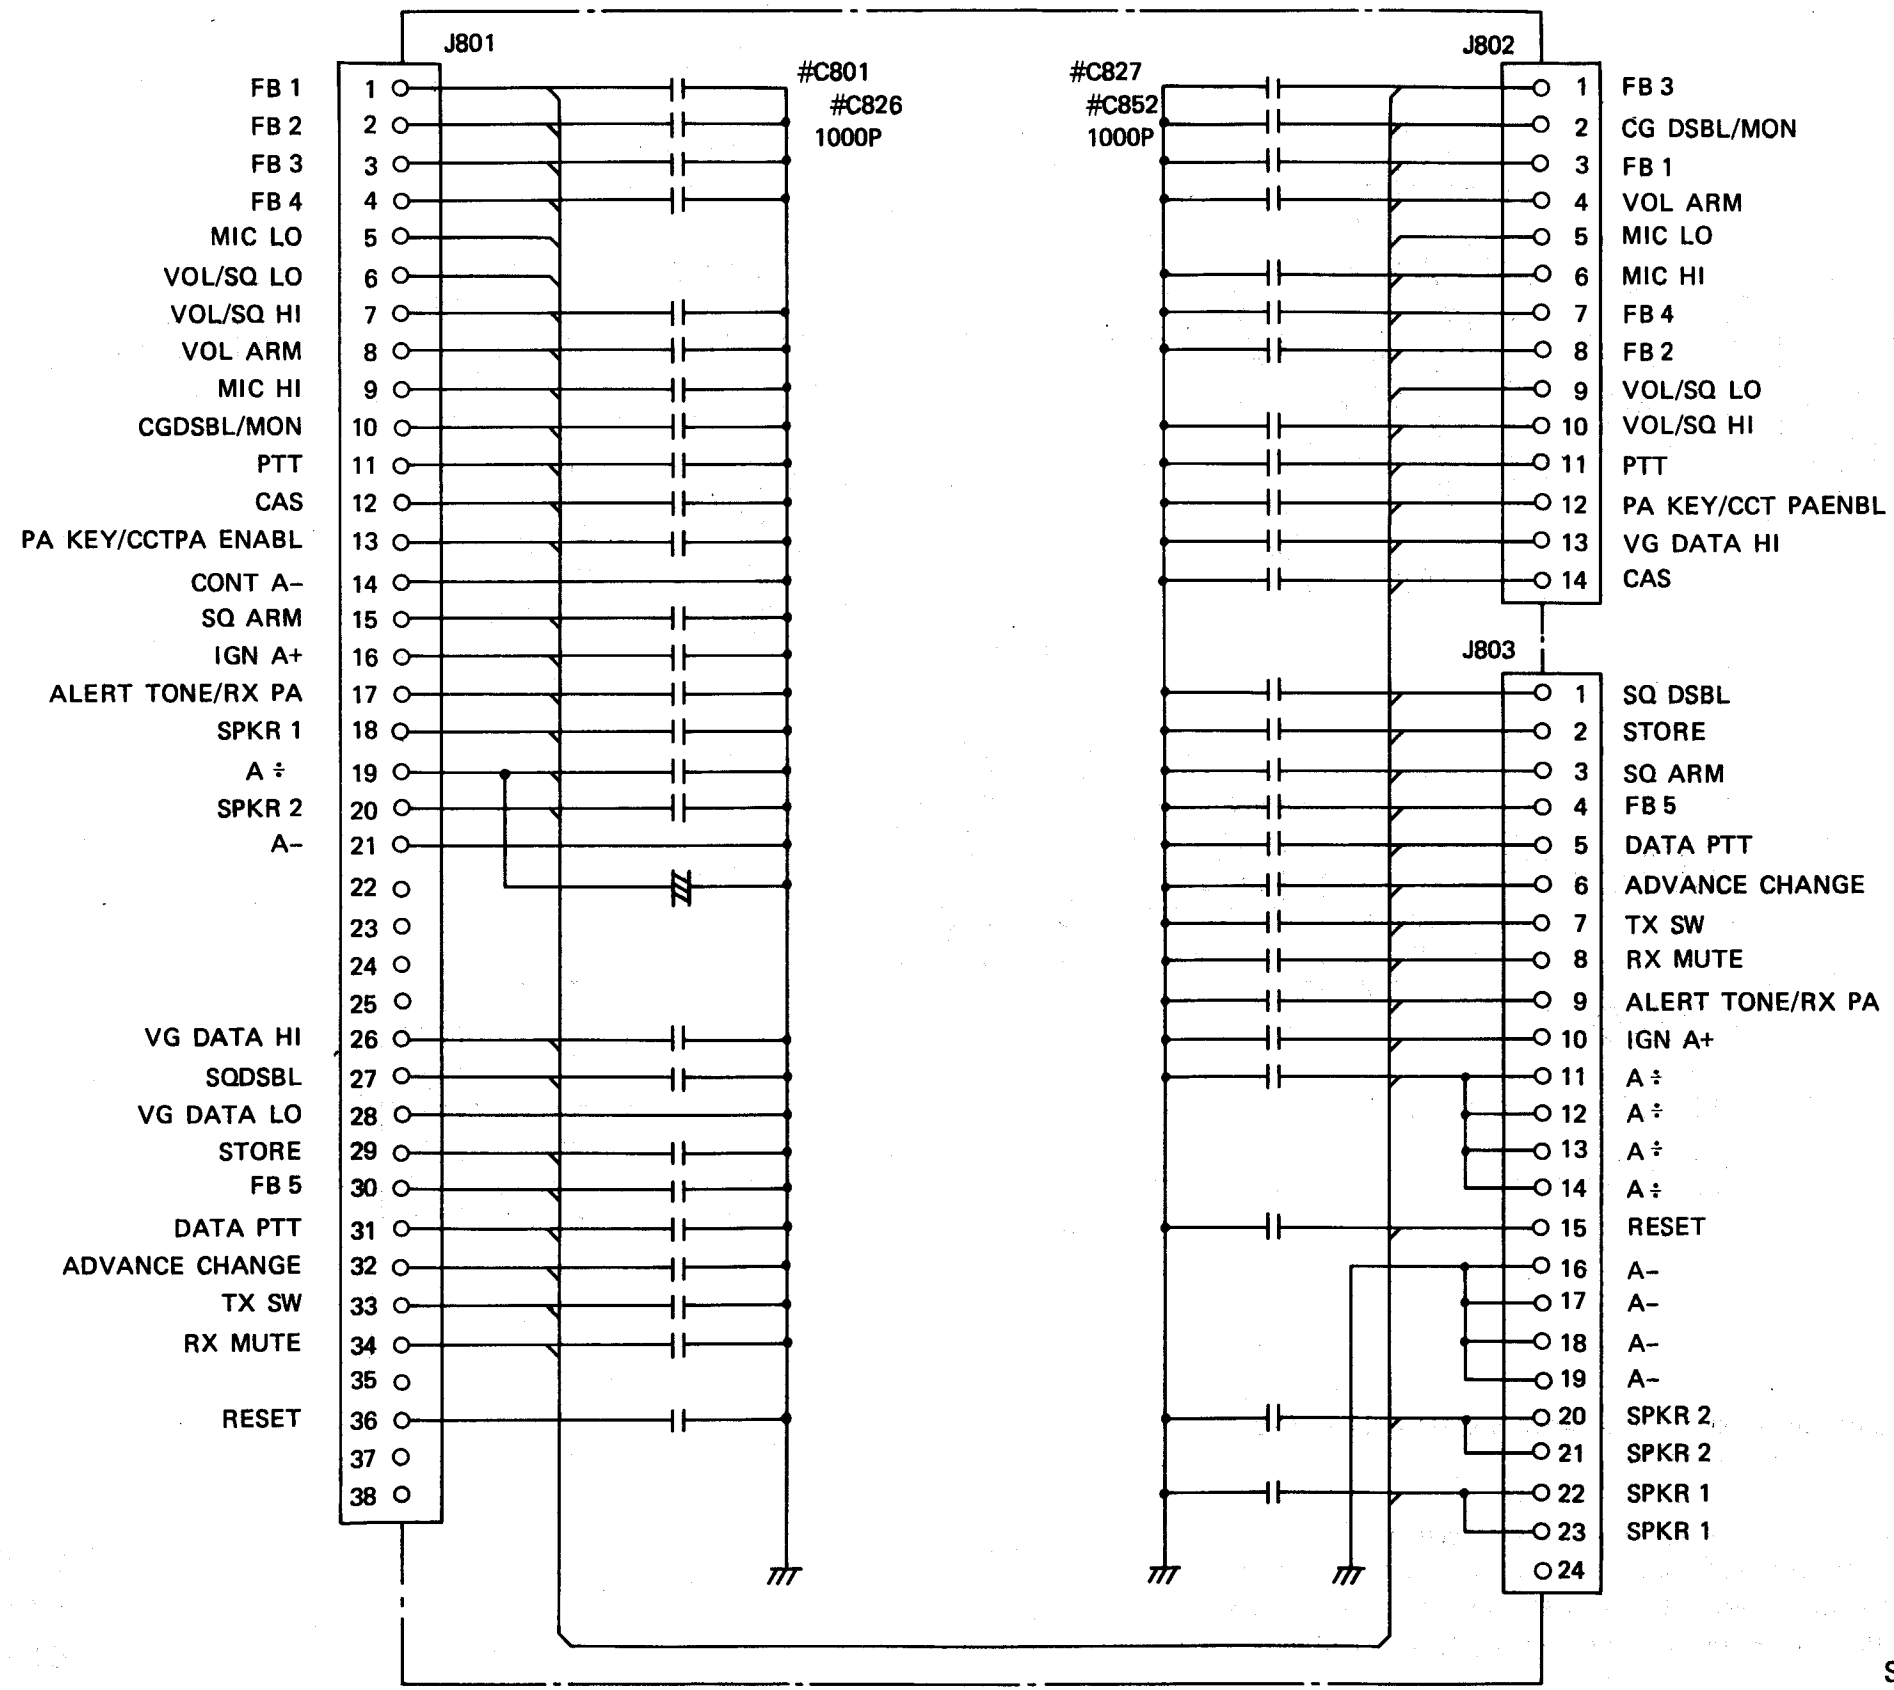 J801
#C801
#C826
1000P
FB 1 1
FB 2 2
FB 3 3
FB 4 4
MIC LO 5
VOL/SQ LO 6
VOL/SQ HI 7
VOL ARM 8
MIC HI 9
CGDSBL/MON 10
PTT 11
CAS 12
PA KEY/CCTPA ENABL 13
CONT A− 14
SQ ARM 15
IGN A+ 16
ALERT TONE/RX PA 17
SPKR 1 18
A ÷ 19
SPKR 2 20
A− 21
22
23
24
25
VG DATA HI 26
SQDSBL 27
VG DATA LO 28
STORE 29
FB 5 30
DATA PTT 31
ADVANCE CHANGE 32
TX SW 33
RX MUTE 34
35
RESET 36
37
38
#C827
#C852
1000P
J802
1 FB 3
2 CG DSBL/MON
3 FB 1
4 VOL ARM
5 MIC LO
6 MIC HI
7 FB 4
8 FB 2
9 VOL/SQ LO
10 VOL/SQ HI
11 PTT
12 PA KEY/CCT PAENBL
13 VG DATA HI
14 CAS
J803
1 SQ DSBL
2 STORE
3 SQ ARM
4 FB 5
5 DATA PTT
6 ADVANCE CHANGE
7 TX SW
8 RX MUTE
9 ALERT TONE/RX PA
10 IGN A+
11 A ÷
12 A ÷
13 A ÷
14 A ÷
15 RESET
16 A−
17 A−
18 A−
19 A−
20 SPKR 2
21 SPKR 2
22 SPKR 1
23 SPKR 1
24